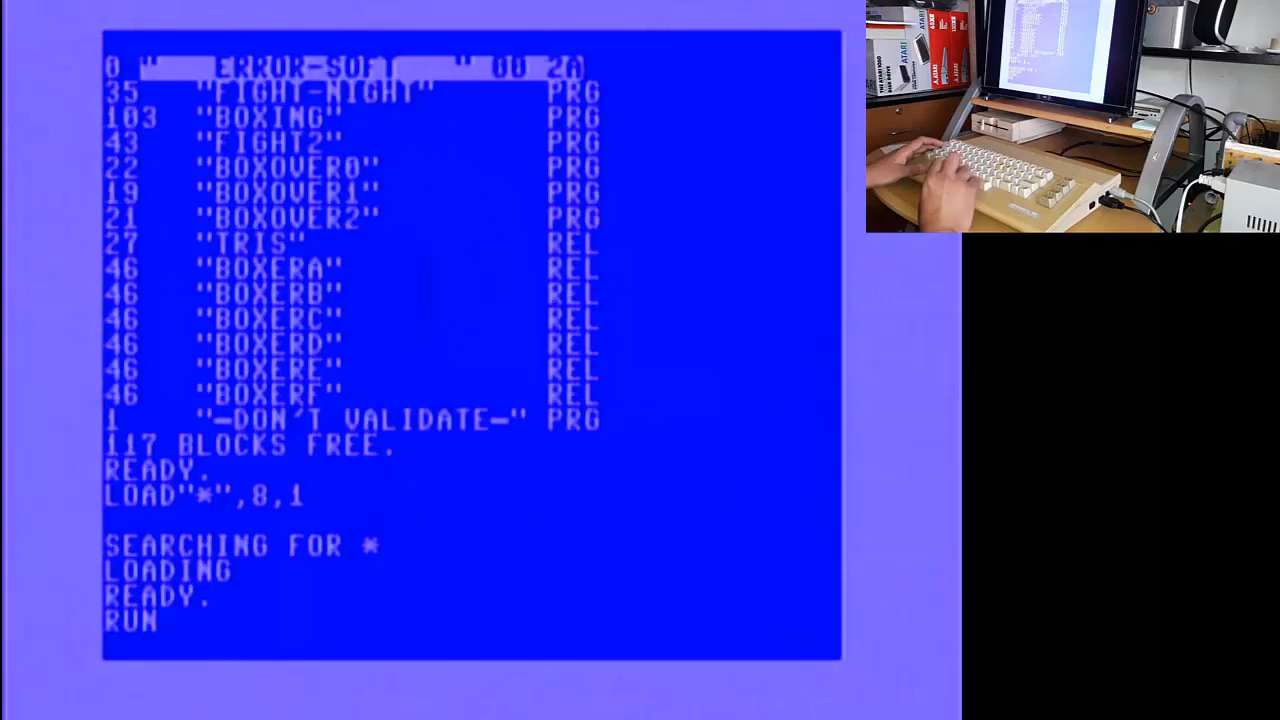 0 "   ERROR SOFT   " 00 2A
35   "FIGHT-NIGHT"      PRG
103  "BOXING"           PRG
43   "FIGHT2"           PRG
22   "BOXOVER0"         PRG
19   "BOXOVER1"         PRG
21   "BOXOVER2"         PRG
27   "TRIS"             REL
46   "BOXERA"           REL
46   "BOXERB"           REL
46   "BOXERC"           REL
46   "BOXERD"           REL
46   "BOXERE"           REL
46   "BOXERF"           REL
1    "-DON'T VALIDATE-" PRG
117 BLOCKS FREE.
READY.
LOAD"*",8,1
SEARCHING FOR *
LOADING
READY.
RUN
ATARI
65XE
ATARI